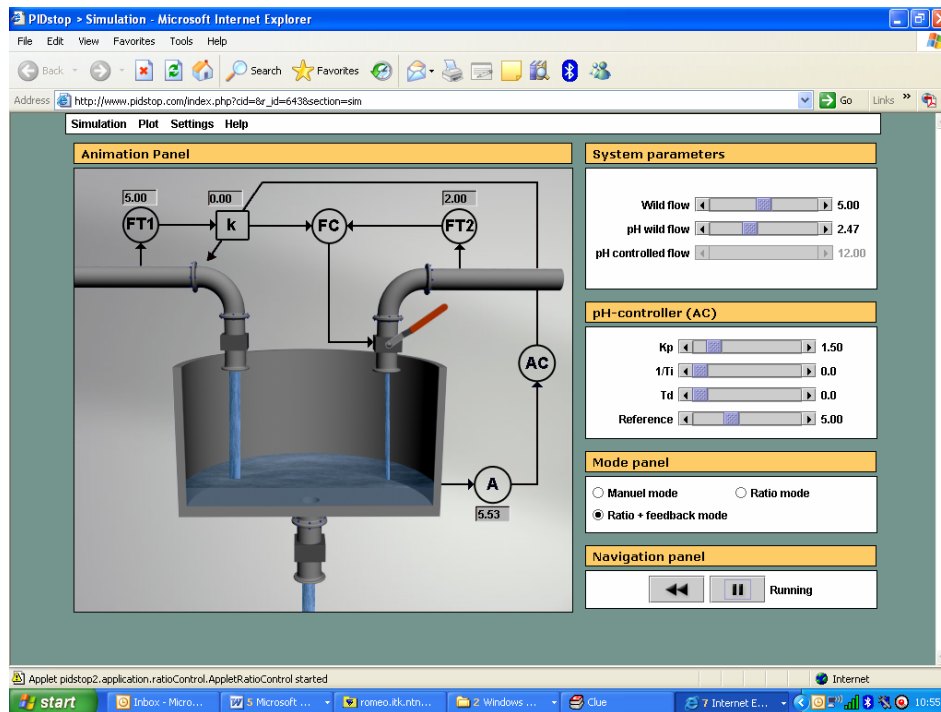 PIDstop > Simulation - Microsoft Internet Explorer
File Edit View Favorites Tools Help
Back Search Favorites
Address http://www.pidstop.com/index.php?cid=8&r_id=643&section=sim Go Links »
Simulation Plot Settings Help
Animation Panel
5.00 0.00 2.00
FT1 k FC FT2
AC
A
5.53
System parameters
Wild flow 5.00
pH wild flow 2.47
pH controlled flow 12.00
pH-controller (AC)
Kp 1.50
1/Ti 0.0
Td 0.0
Reference 5.00
Mode panel
Manuel mode Ratio mode
Ratio + feedback mode
Navigation panel
Running
Applet pidstop2.application.ratioControl.AppletRatioControl started Internet
start Inbox - Micro... 5 Microsoft ... romeo.itk.ntn... 2 Windows ... Clue 7 Internet E... 10:55